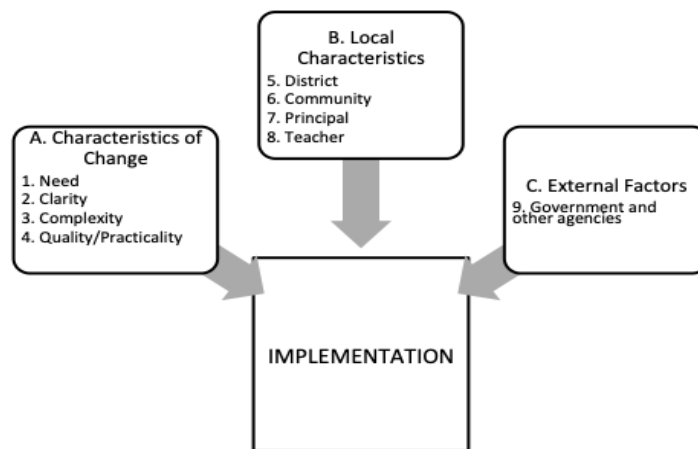 B. Local
Characteristics
5. District
6. Community
7. Principal
8. Teacher
A. Characteristics of
Change
1. Need
2. Clarity
3. Complexity
4. Quality/Practicality
C. External Factors
9. Government and
other agencies
IMPLEMENTATION